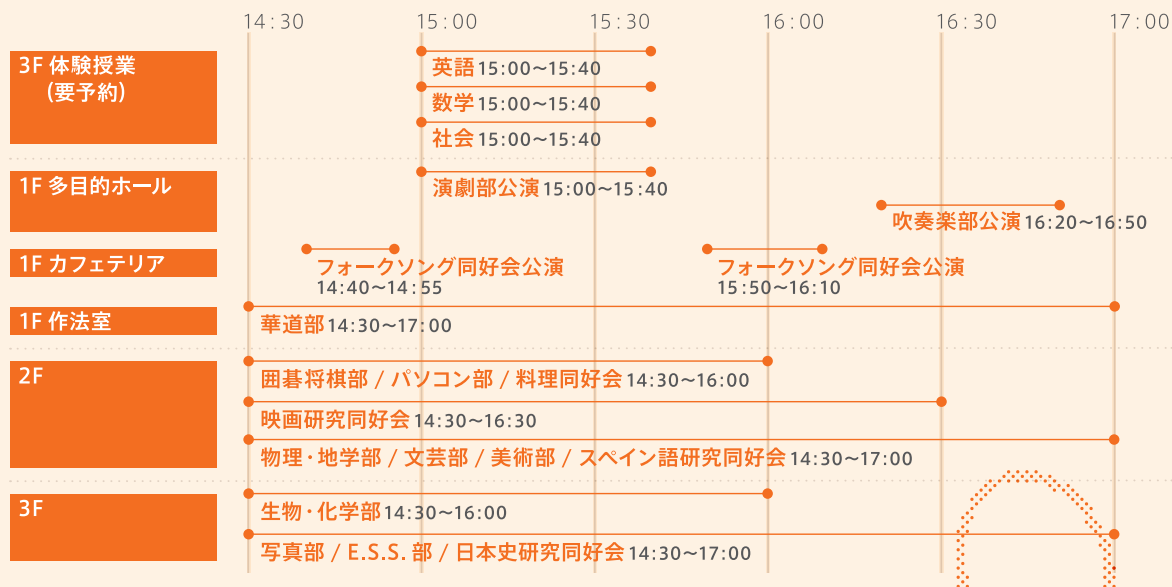 14:30 15:00 15:30 16:00 16:30 17:00
3F 体験授業
(要予約)
英語 15:00~15:40
数学 15:00~15:40
社会 15:00~15:40
1F 多目的ホール
演劇部公演 15:00~15:40
吹奏楽部公演 16:20~16:50
1F カフェテリア
フォークソング同好会公演
14:40~14:55
フォークソング同好会公演
15:50~16:10
1F 作法室
華道部 14:30~17:00
2F
囲碁将棋部 / パソコン部 / 料理同好会 14:30~16:00
映画研究同好会 14:30~16:30
物理・地学部 / 文芸部 / 美術部 / スペイン語研究同好会 14:30~17:00
3F
生物・化学部 14:30~16:00
写真部 / E.S.S. 部 / 日本史研究同好会 14:30~17:00